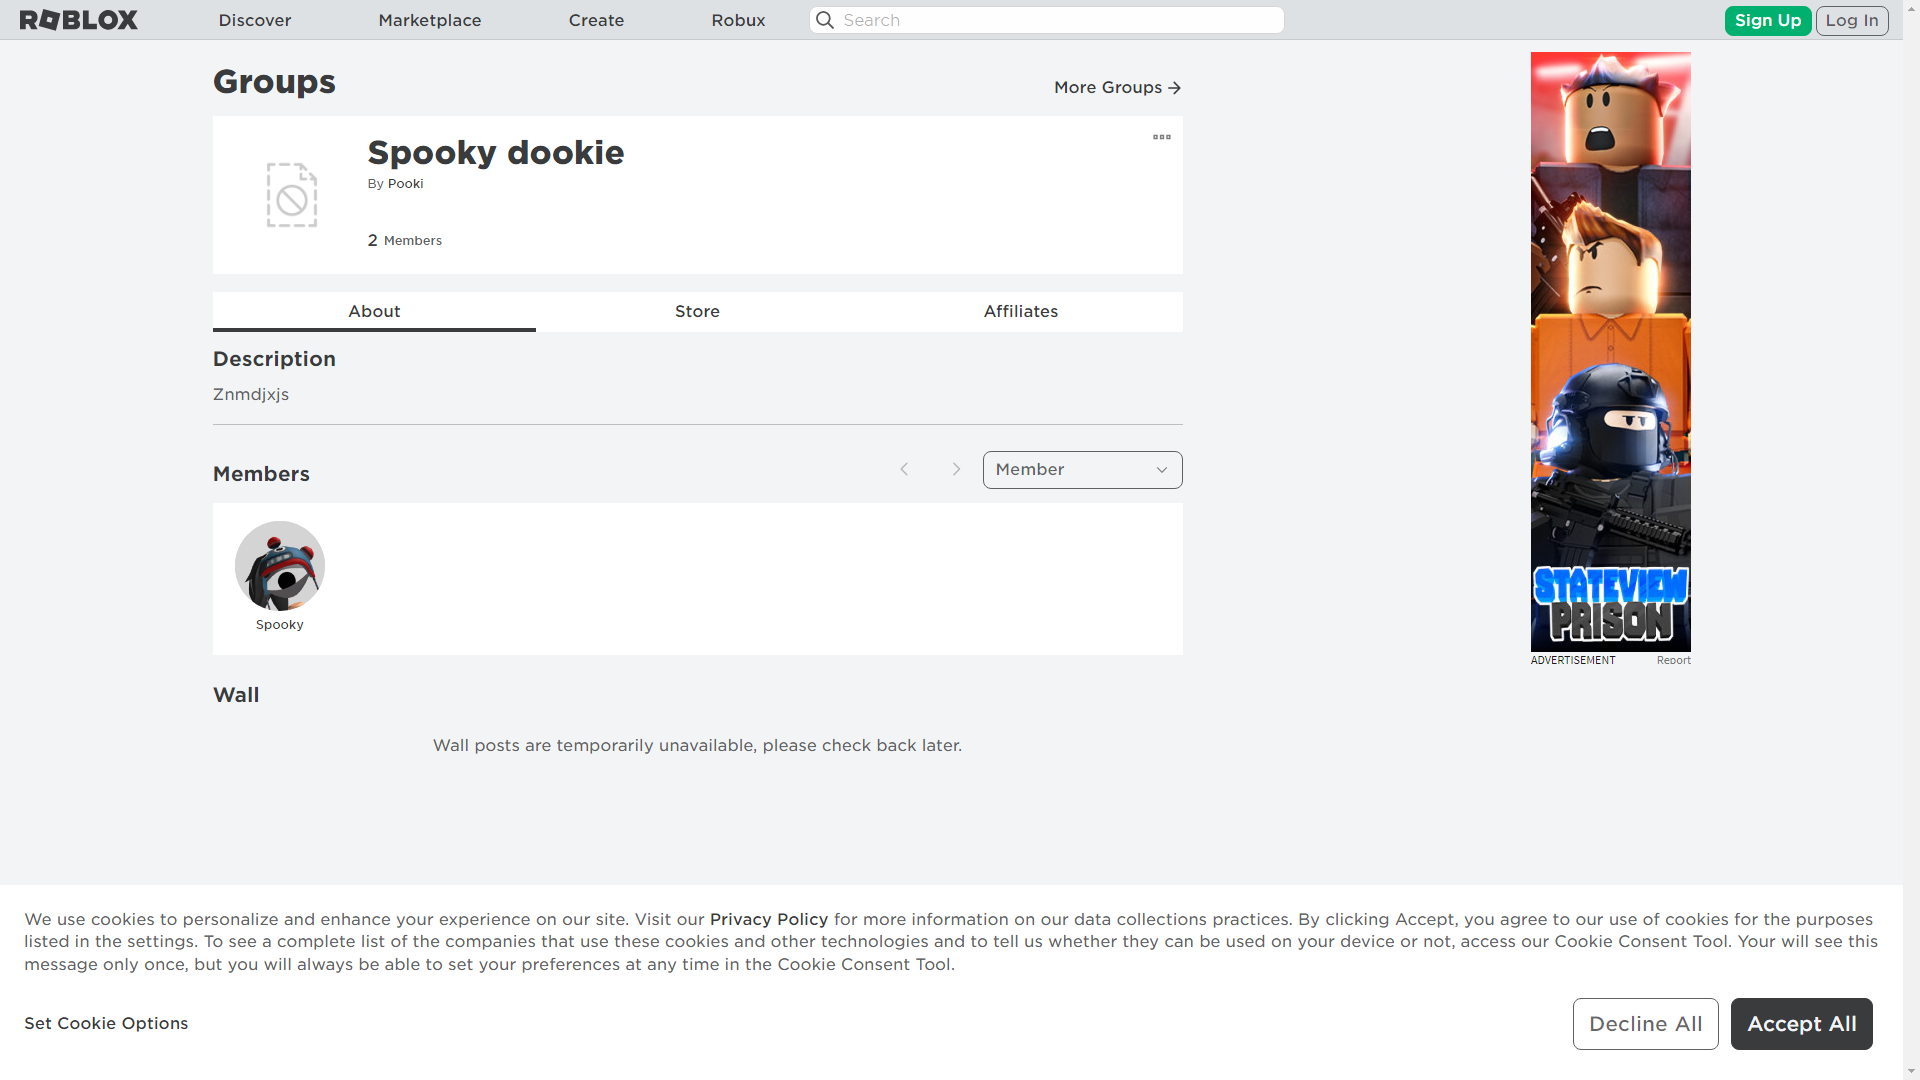 ROBLOX
Discover
Marketplace
Create
Robux
Search
Sign Up
Log In
Groups
More Groups
Spooky dookie
By Pooki
2 Members
About
Store
Affiliates
Description
Znmdjxjs
Members
Member
Spooky
Wall
Wall posts are temporarily unavailable, please check back later.
STATEVIEW
PRISON
ADVERTISEMENT
Report
We use cookies to personalize and enhance your experience on our site. Visit our Privacy Policy for more information on our data collections practices. By clicking Accept, you agree to our use of cookies for the purposes
listed in the settings. To see a complete list of the companies that use these cookies and other technologies and to tell us whether they can be used on your device or not, access our Cookie Consent Tool. Your will see this
message only once, but you will always be able to set your preferences at any time in the Cookie Consent Tool.
Set Cookie Options
Decline All
Accept All